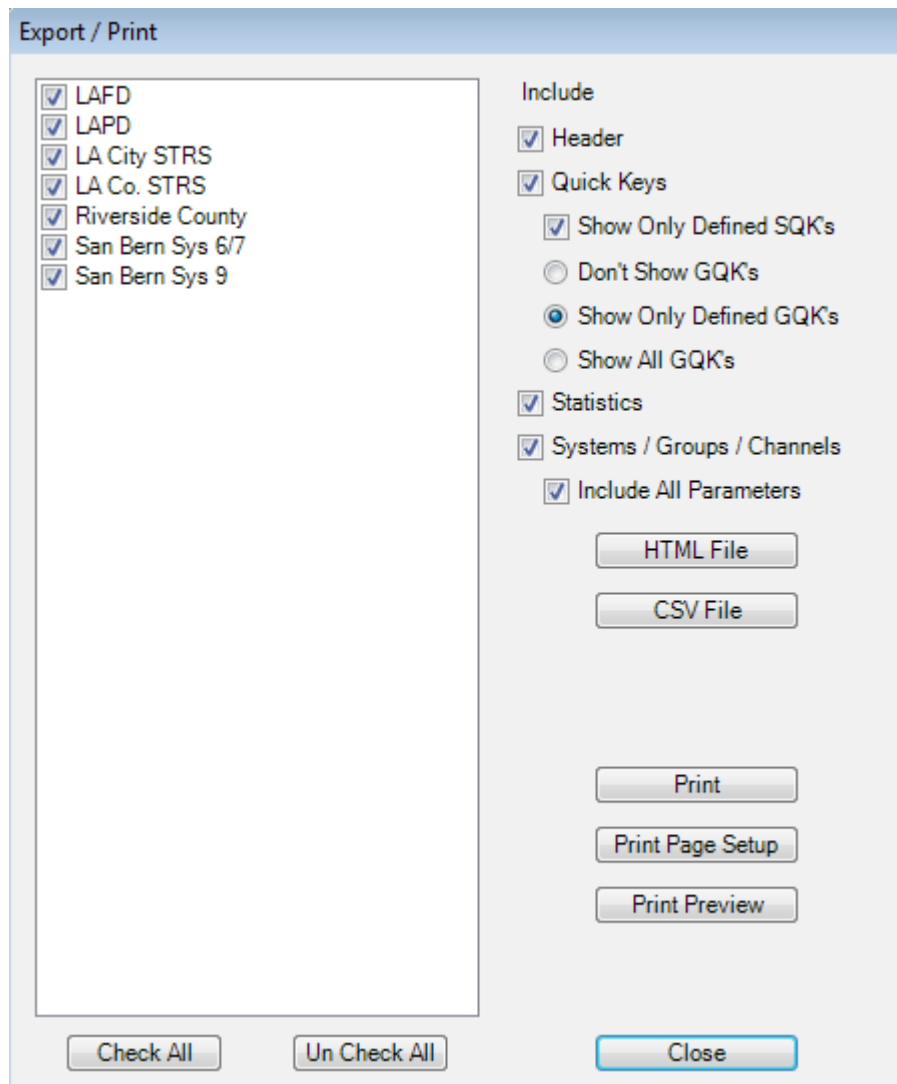 Export / Print
LAFD
LAPD
LA City STRS
LA Co. STRS
Riverside County
San Bern Sys 6/7
San Bern Sys 9
Include
Header
Quick Keys
Show Only Defined SQK's
Don't Show GQK's
Show Only Defined GQK's
Show All GQK's
Statistics
Systems / Groups / Channels
Include All Parameters
HTML File
CSV File
Print
Print Page Setup
Print Preview
Check All
Un Check All
Close